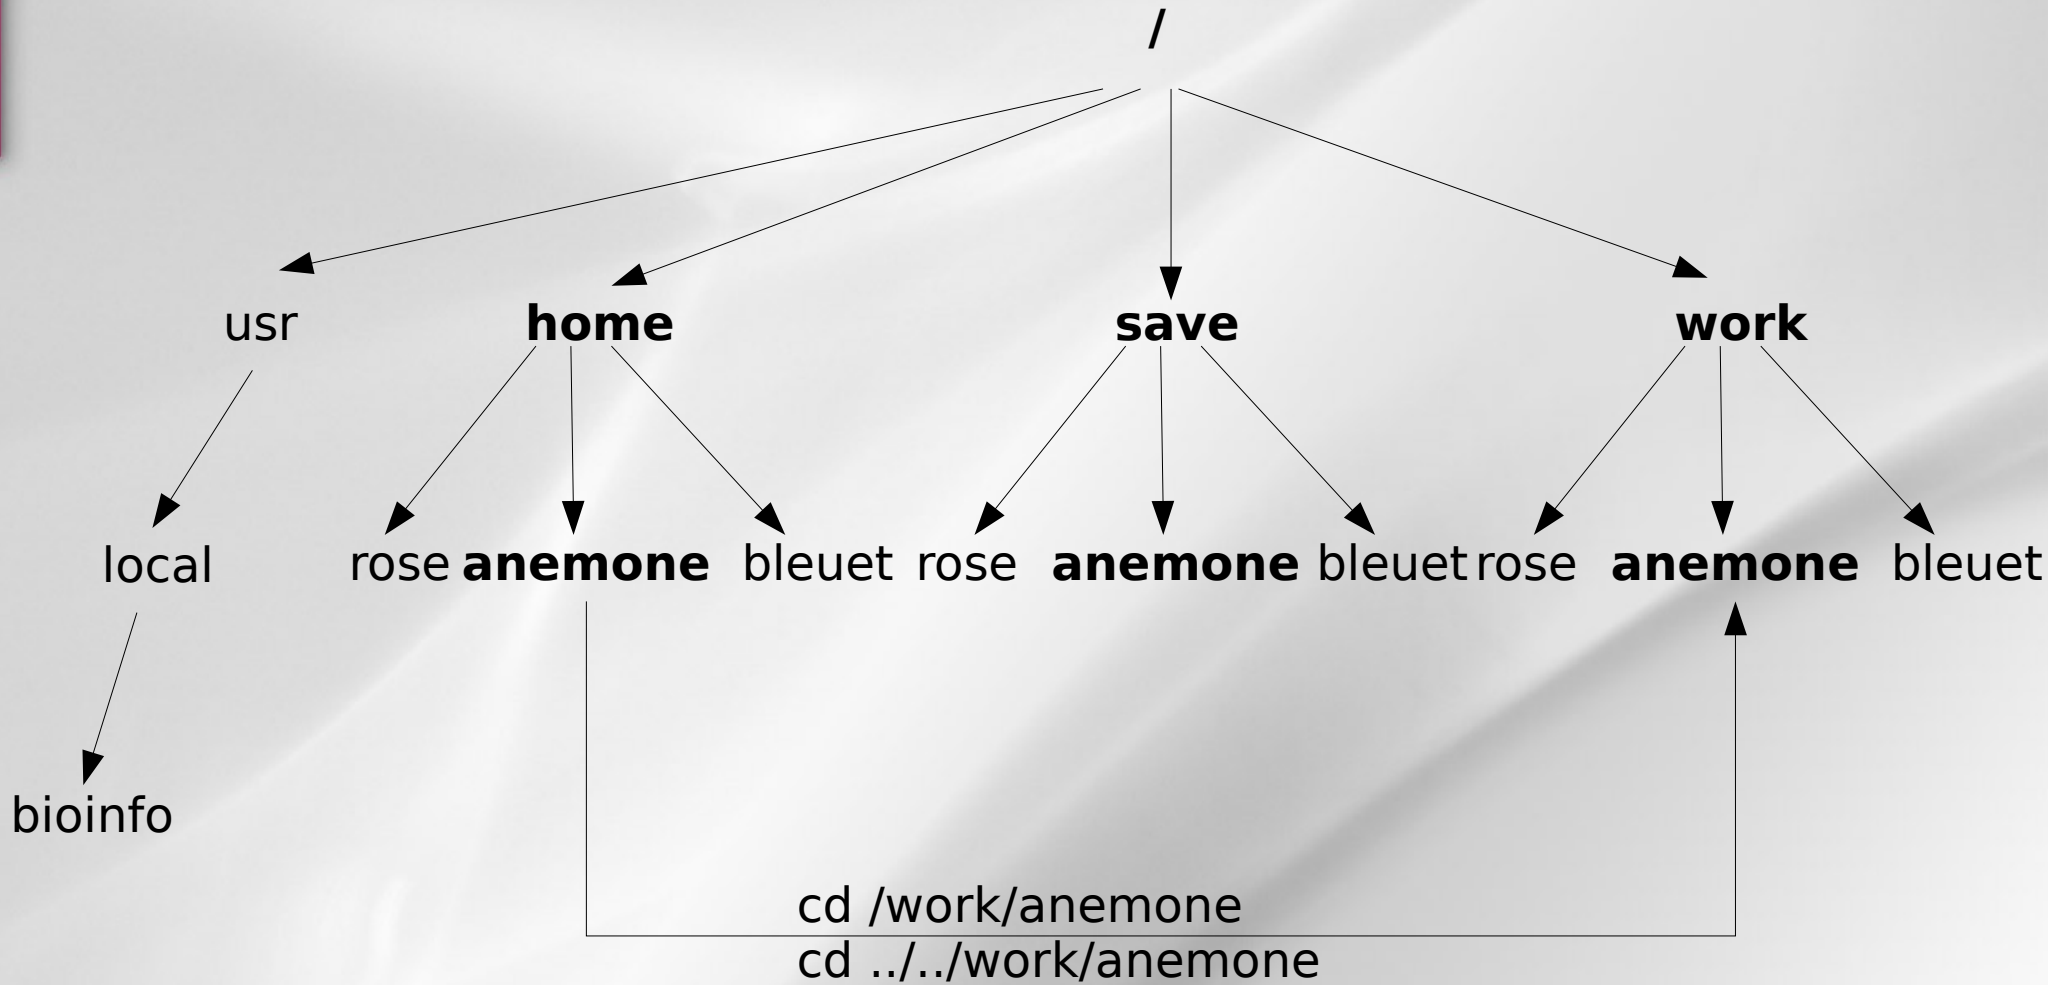 /
usr home save work
local rose anemone bleuet rose anemone bleuet rose anemone bleuet
bioinfo
cd /work/anemone
cd ../../work/anemone